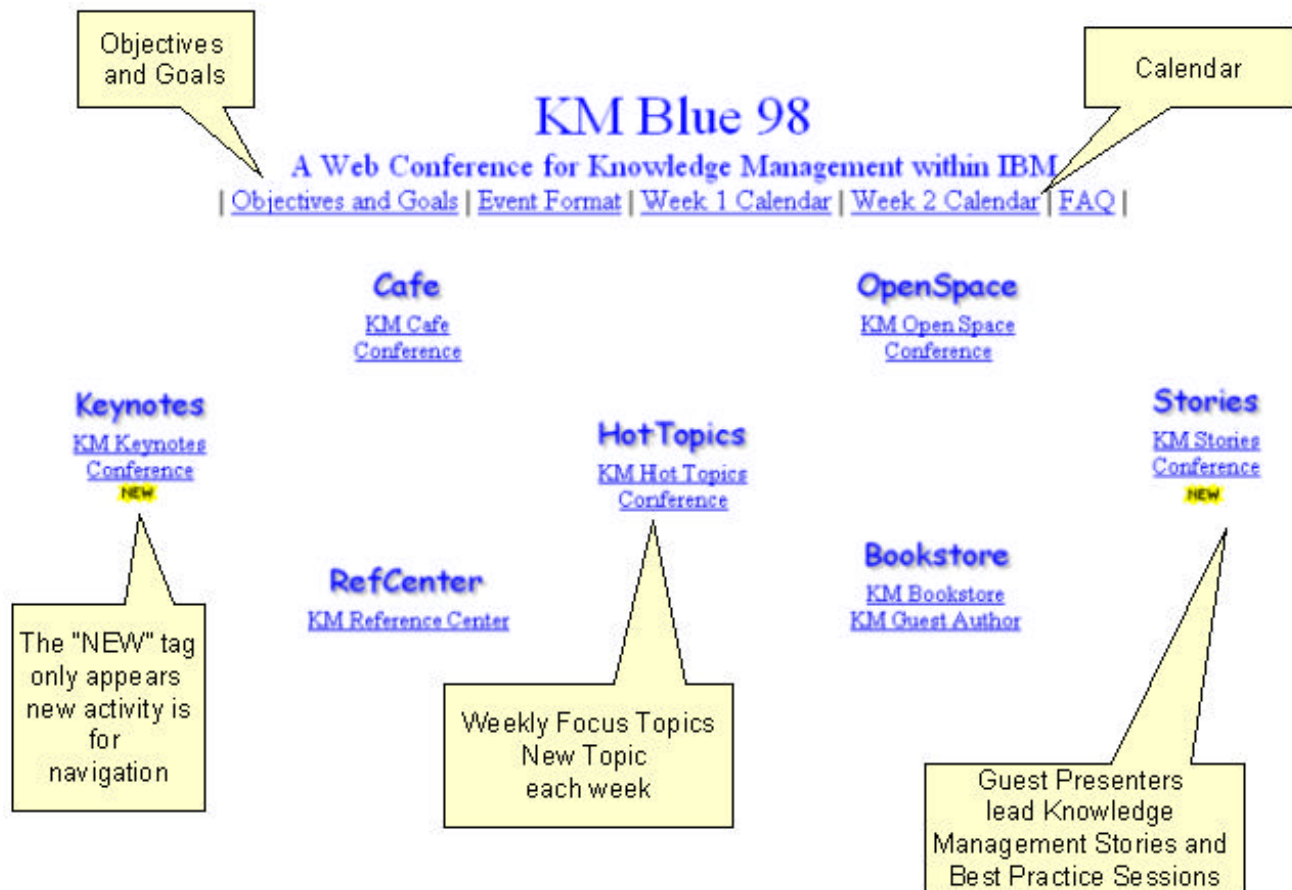 Objectives
and Goals
Calendar
KM Blue 98
A Web Conference for Knowledge Management within IBM
| Objectives and Goals | Event Format | Week 1 Calendar | Week 2 Calendar | FAQ |
Cafe
KM Cafe
Conference
OpenSpace
KM Open Space
Conference
Keynotes
KM Keynotes
Conference
NEW
HotTopics
KM Hot Topics
Conference
Stories
KM Stories
Conference
NEW
RefCenter
KM Reference Center
Bookstore
KM Bookstore
KM Guest Author
The "NEW" tag
only appears
new activity is
for
navigation
Weekly Focus Topics
New Topic
each week
Guest Presenters
lead Knowledge
Management Stories and
Best Practice Sessions